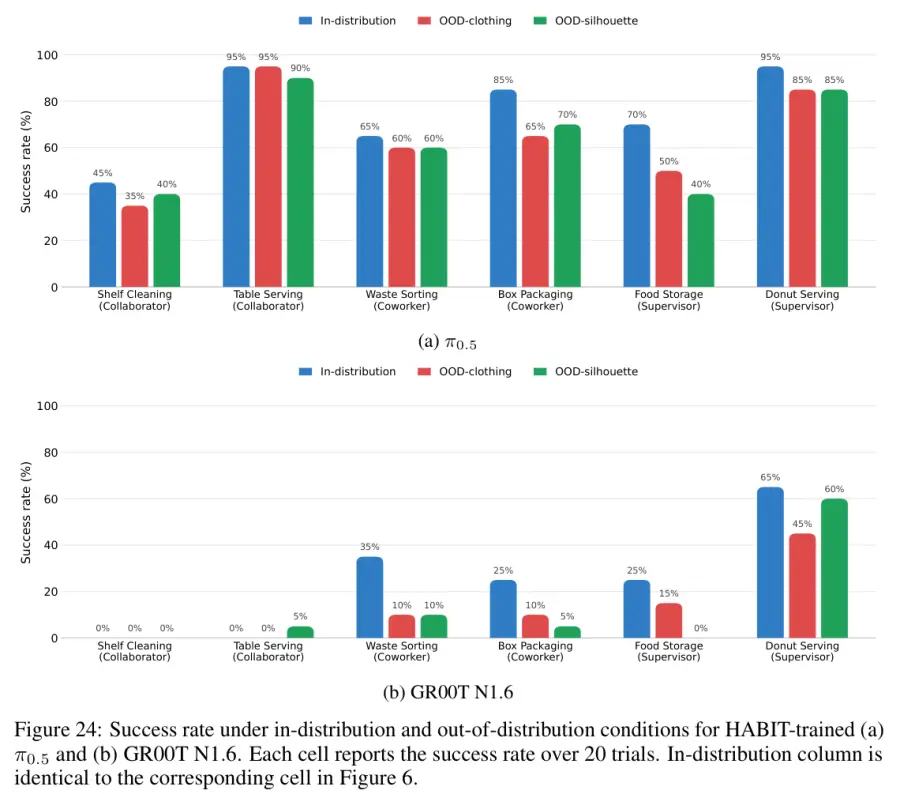 In-distribution OOD-clothing OOD-silhouette
Success rate (%)
100
80
60
40
20
0
45% 35% 40%
95% 95% 90%
65% 60% 60%
85% 65% 70%
70% 50% 40%
95% 85% 85%
Shelf Cleaning (Collaborator)
Table Serving (Collaborator)
Waste Sorting (Coworker)
Box Packaging (Coworker)
Food Storage (Supervisor)
Donut Serving (Supervisor)
(a) π0.5
In-distribution OOD-clothing OOD-silhouette
Success rate (%)
100
80
60
40
20
0
0% 0% 0%
0% 0% 5%
35% 10% 10%
25% 10% 5%
25% 15% 0%
65% 45% 60%
Shelf Cleaning (Collaborator)
Table Serving (Collaborator)
Waste Sorting (Coworker)
Box Packaging (Coworker)
Food Storage (Supervisor)
Donut Serving (Supervisor)
(b) GR00T N1.6
Figure 24: Success rate under in-distribution and out-of-distribution conditions for HABIT-trained (a)
π0.5 and (b) GR00T N1.6. Each cell reports the success rate over 20 trials. In-distribution column is
identical to the corresponding cell in Figure 6.